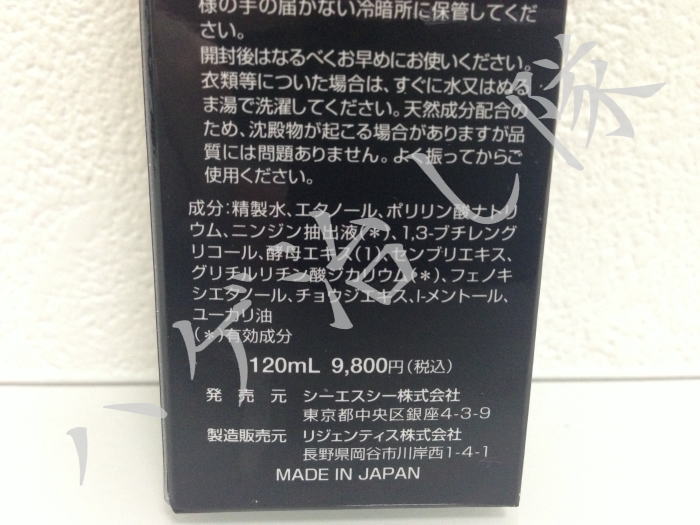 様の手の届かない冷暗所に保管してくだ
さい。
開封後はなるべくお早めにお使いください。
衣類等についた場合は、すぐに水又はぬる
ま湯で洗濯してください。天然成分配合の
ため、沈殿物が起こる場合がありますが品
質には問題ありません。よく振ってからご
使用ください。
成分:精製水、エタノール、ポリリン酸ナトリ
ウム、ニンジン抽出液(*)、1,3-ブチレング
リコール、酵母エキス(1)、センブリエキス、
グリチルリチン酸ジカリウム(*)、フェノキ
シエタノール、チョウジエキス、l-メントール、
ユーカリ油
(*)有効成分
120mL 9,800円(税込)
発売元 シーエスシー株式会社
東京都中央区銀座4-3-9
製造販売元 リジェンティス株式会社
長野県岡谷市川岸西1-4-1
MADE IN JAPAN
ハゲ治し隊